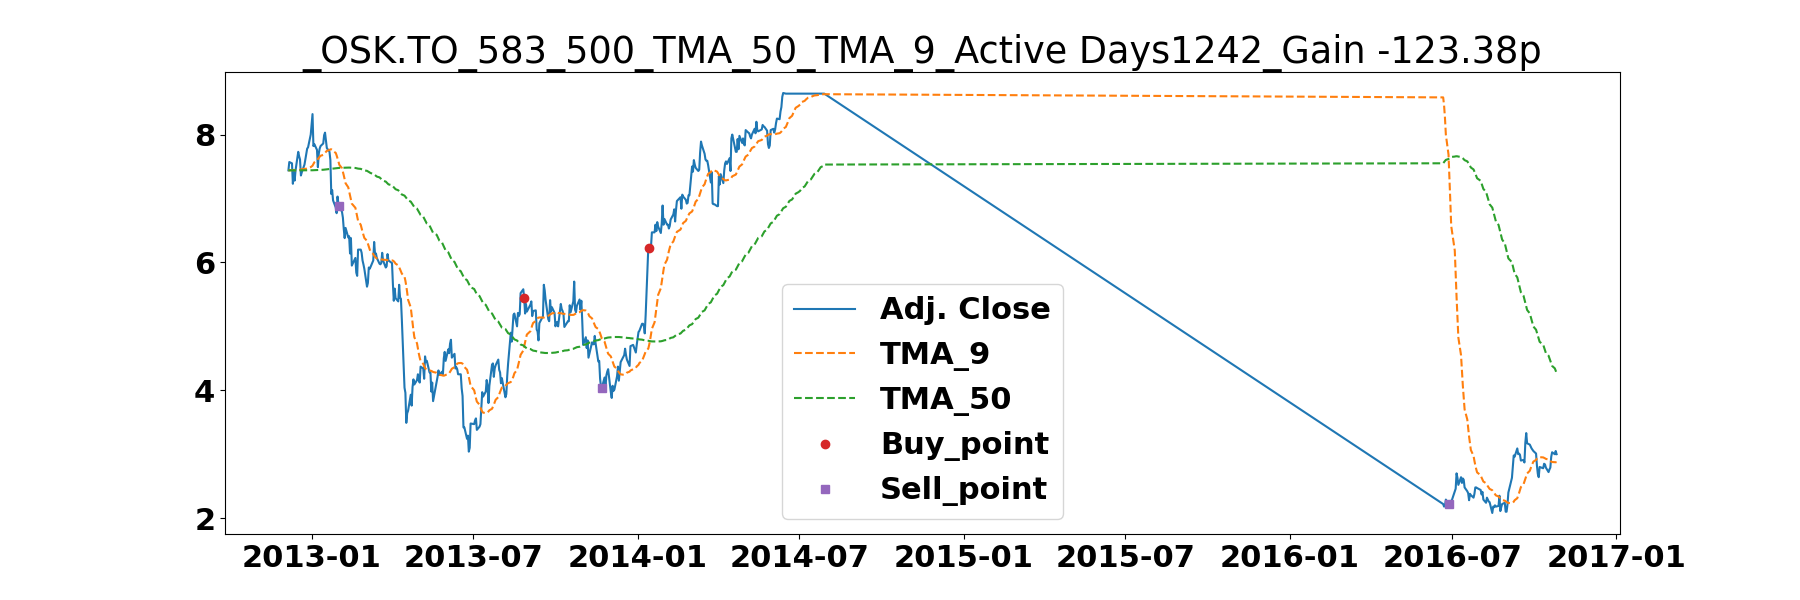 _OSK.TO_583_500_TMA_50_TMA_9_Active Days1242_Gain -123.38p
8
6
4
2
Adj. Close
TMA_9
TMA_50
Buy_point
Sell_point
2013-01 2013-07 2014-01 2014-07 2015-01 2015-07 2016-01 2016-07 2017-01